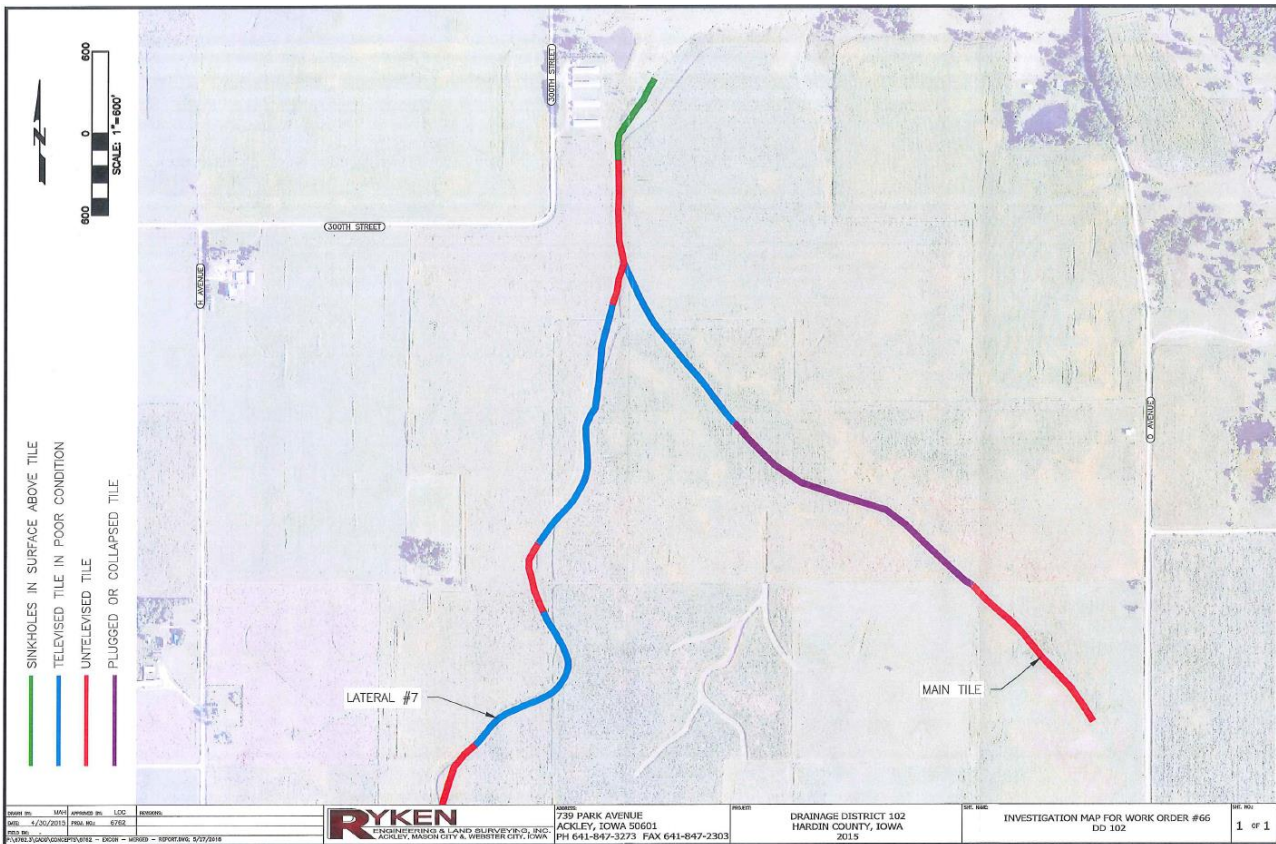 600
0
600
SCALE: 1"=600'
SINKHOLES IN SURFACE ABOVE TILE
TELEVISED TILE IN POOR CONDITION
UNTELEVISED TILE
PLUGGED OR COLLAPSED TILE
300TH STREET
300TH STREET
H AVENUE
O AVENUE
LATERAL #7
MAIN TILE
DRAWN BY: MAH APPROVED BY: LOG REVISIONS:
DATE: 4/30/2015 PROJ. NO.: 6762
FIELD BK:
RYKEN
ENGINEERING & LAND SURVEYING, INC.
ACKLEY, MASON CITY & WEBSTER CITY, IOWA
ADDRESS:
739 PARK AVENUE
ACKLEY, IOWA 50601
PH 641-847-3273 FAX 641-847-2303
PROJECT:
DRAINAGE DISTRICT 102
HARDIN COUNTY, IOWA
2015
SHT. NAME:
INVESTIGATION MAP FOR WORK ORDER #66
DD 102
SHT. NO.:
1 OF 1